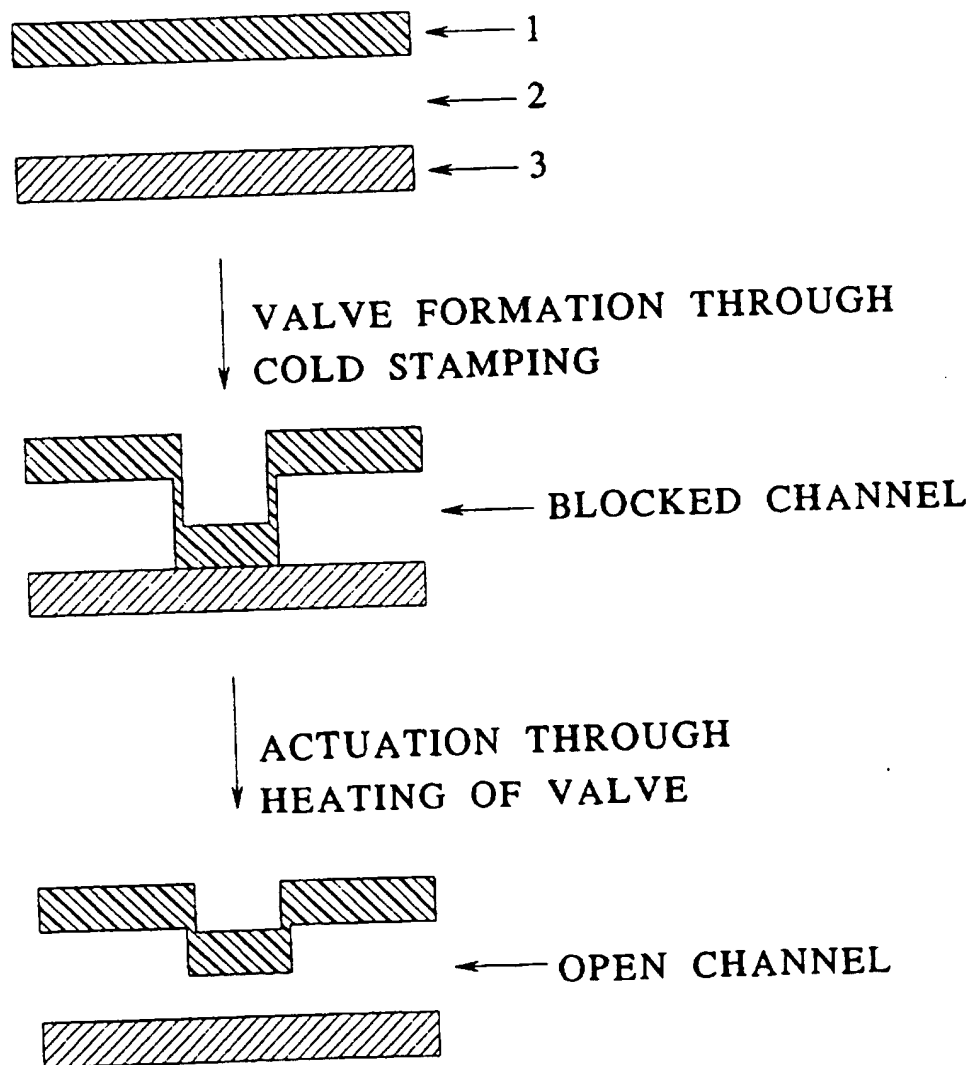 1
2
3
VALVE FORMATION THROUGH
COLD STAMPING
BLOCKED CHANNEL
ACTUATION THROUGH
HEATING OF VALVE
OPEN CHANNEL